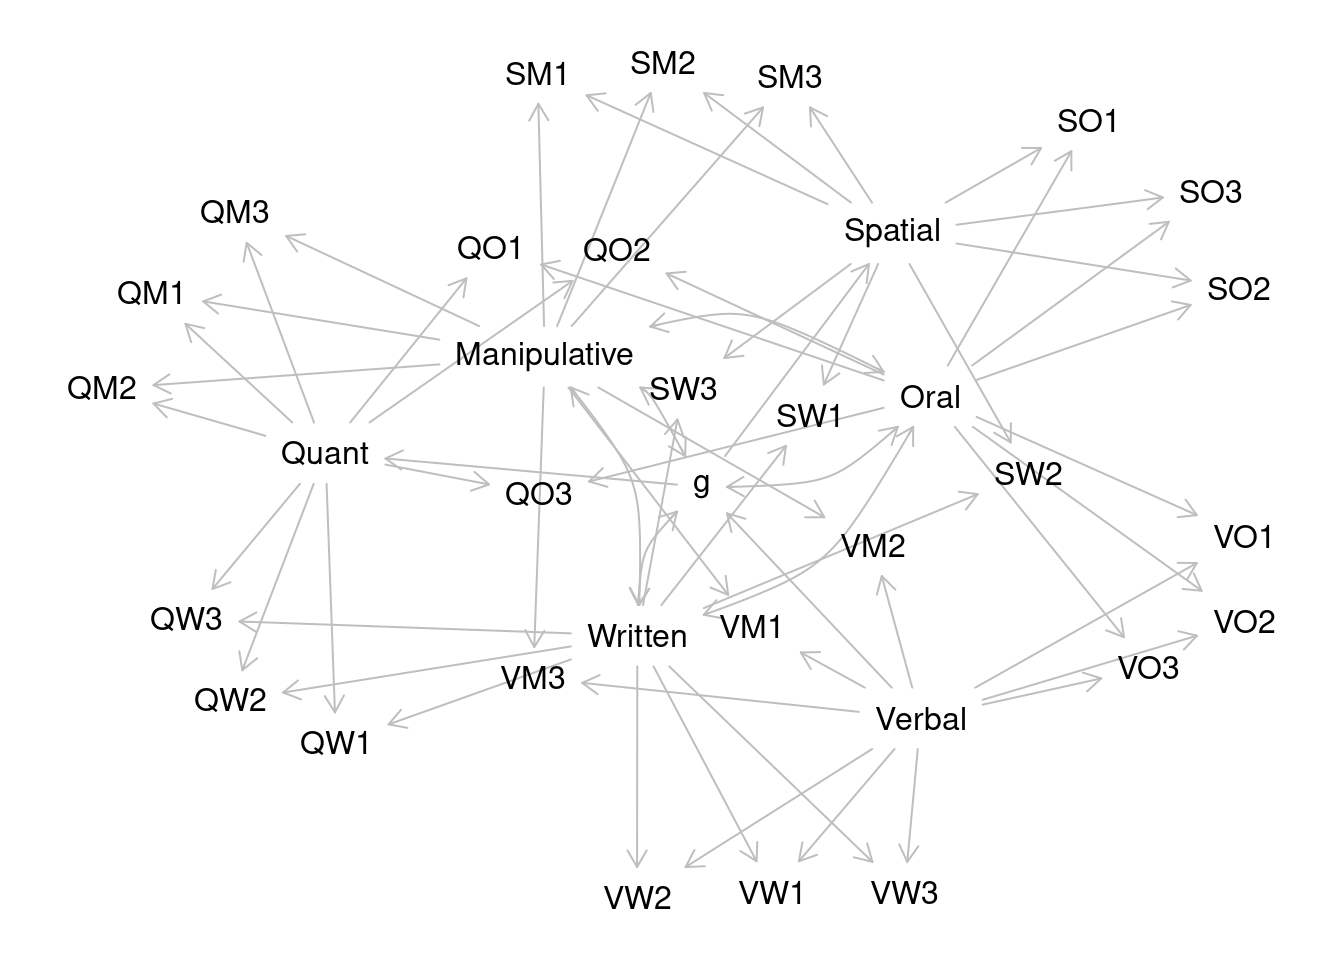 SM1
SM2
SM3
SO1
SO3
QM3
Spatial
QO1
QO2
QM1
SO2
Manipulative
QM2
SW3
Oral
SW1
Quant
SW2
g
QO3
VO1
VM2
QW3
VO2
VM1
Written
VO3
VM3
QW2
Verbal
QW1
VW2
VW1
VW3